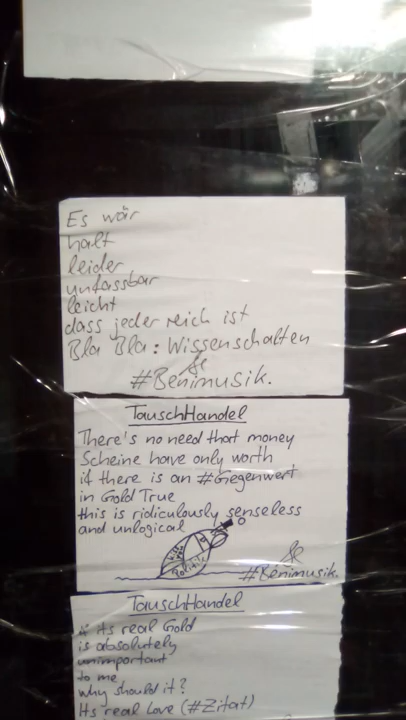 Es wär
halt
leider
unfassbar
leicht
dass jeder reich ist
Bla Bla: Wissenschaften
#Benimusik.
TauschHandel
There's no need that money
Scheine have only worth
if there is an #Gegenwert
in Gold True
this is ridiculously senseless
and unlogical
Politik
#Benimusik.
TauschHandel
if Its real Gold
is absolutely
unimportant
to me
why should it?
Its real Love (#Zitat)